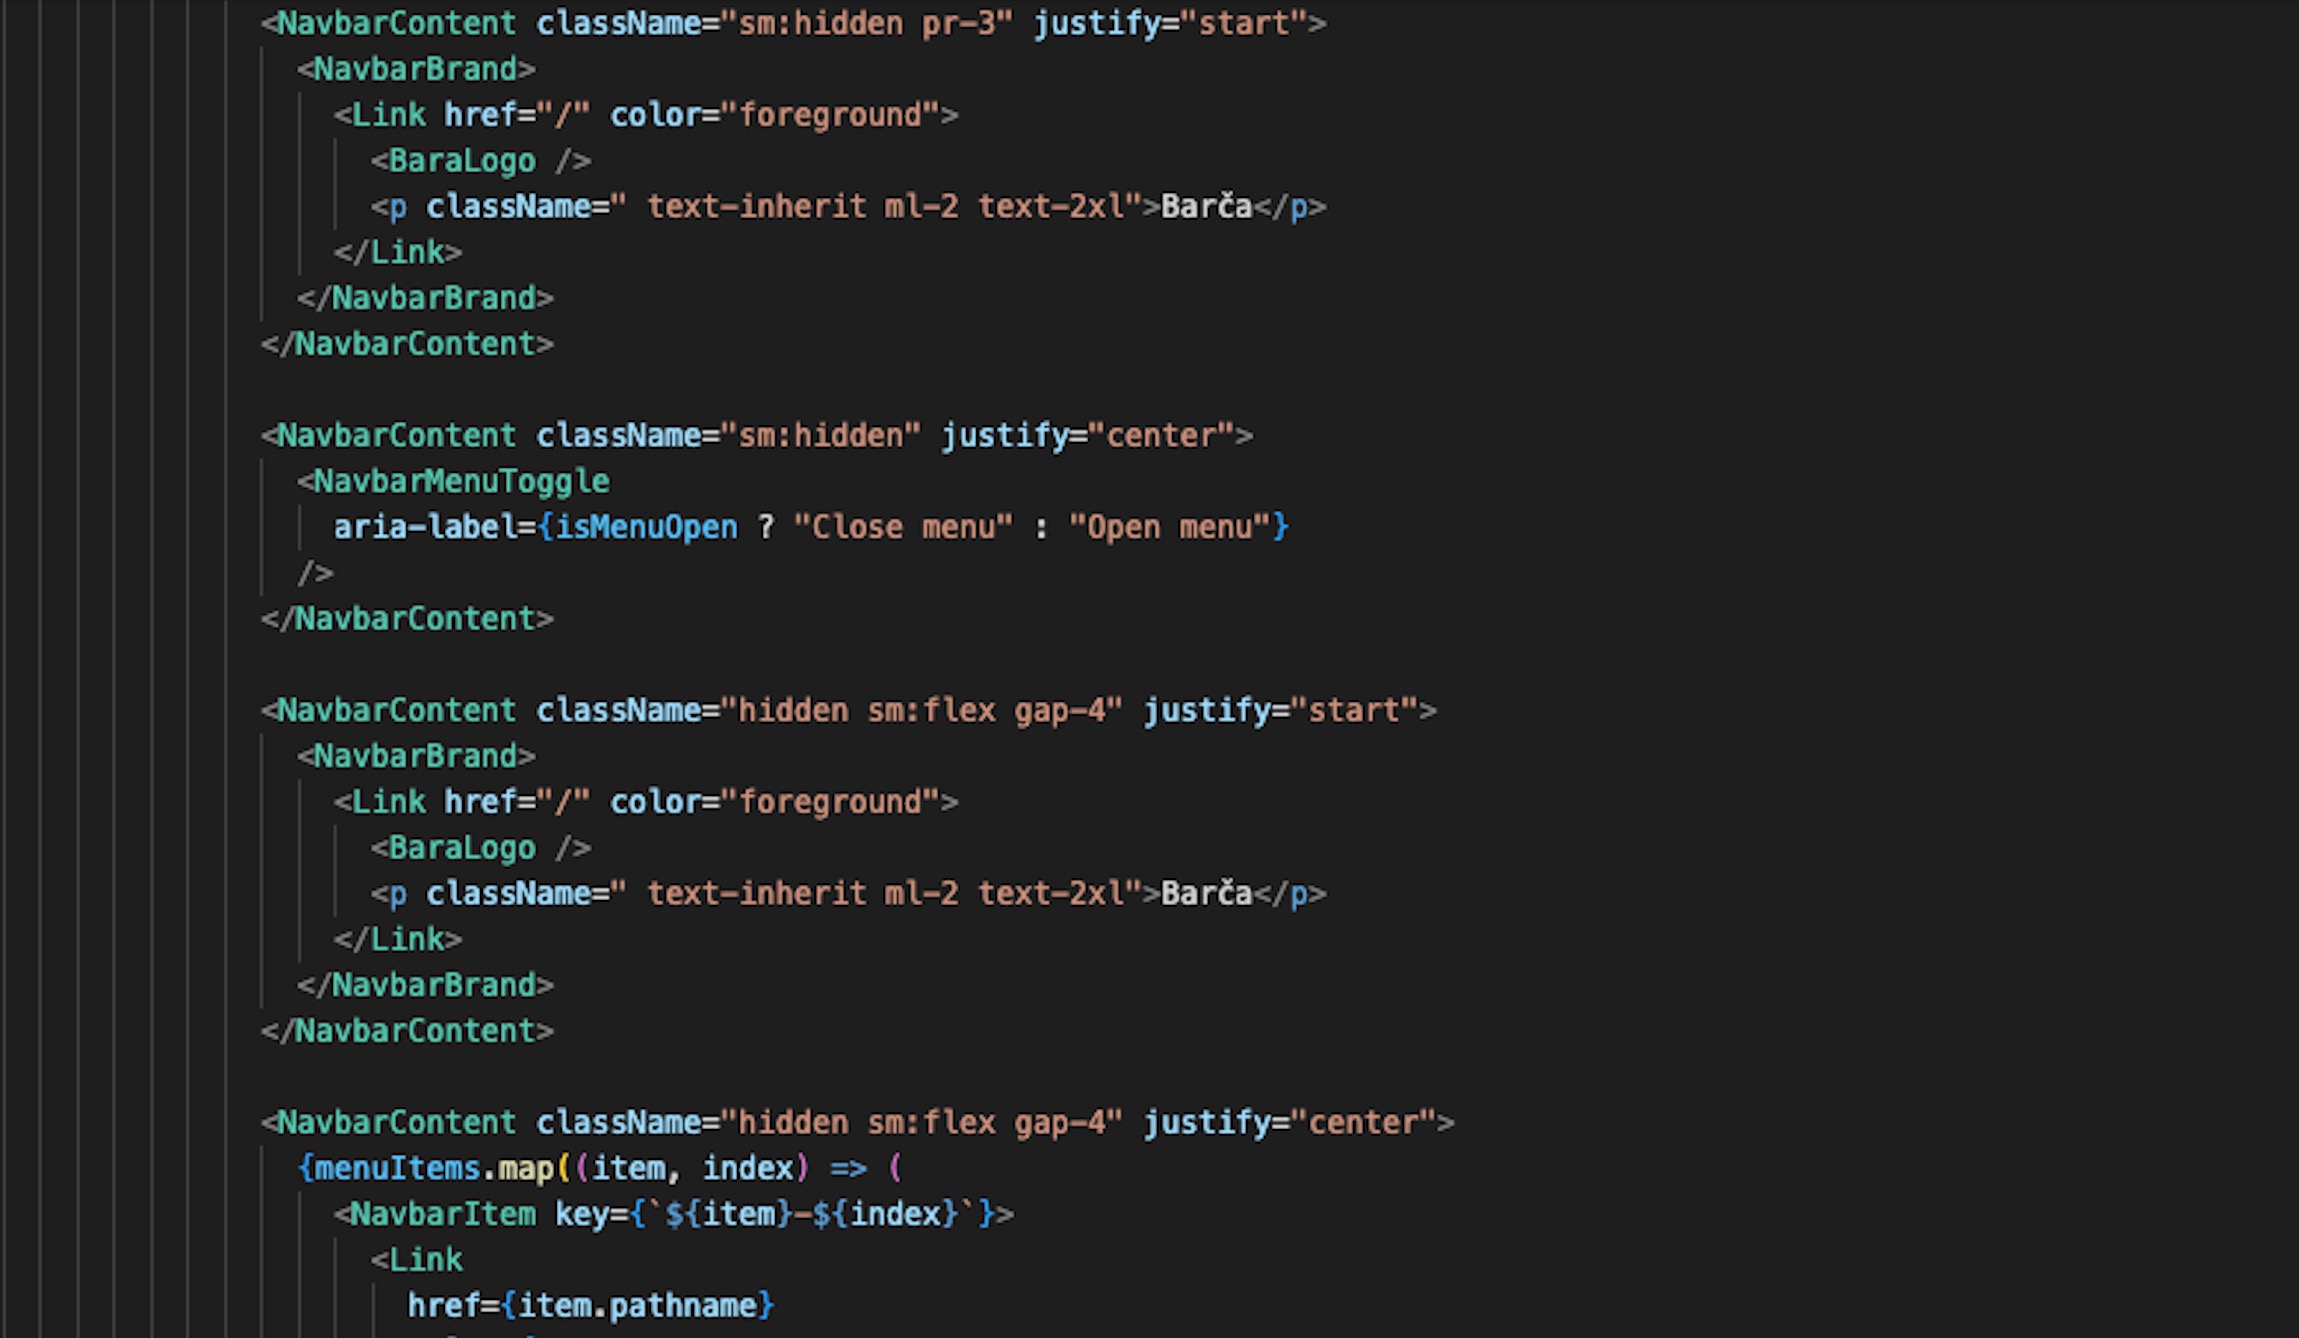 <NavbarContent className="sm:hidden pr-3" justify="start">
<NavbarBrand>
<Link href="/" color="foreground">
<BaraLogo />
<p className=" text-inherit ml-2 text-2xl">Barča</p>
</Link>
</NavbarBrand>
</NavbarContent>
<NavbarContent className="sm:hidden" justify="center">
<NavbarMenuToggle
aria-label={isMenuOpen ? "Close menu" : "Open menu"}
/>
</NavbarContent>
<NavbarContent className="hidden sm:flex gap-4" justify="start">
<NavbarBrand>
<Link href="/" color="foreground">
<BaraLogo />
<p className=" text-inherit ml-2 text-2xl">Barča</p>
</Link>
</NavbarBrand>
</NavbarContent>
<NavbarContent className="hidden sm:flex gap-4" justify="center">
{menuItems.map((item, index) => (
<NavbarItem key={`${item}-${index}`}>
<Link
href={item.pathname}